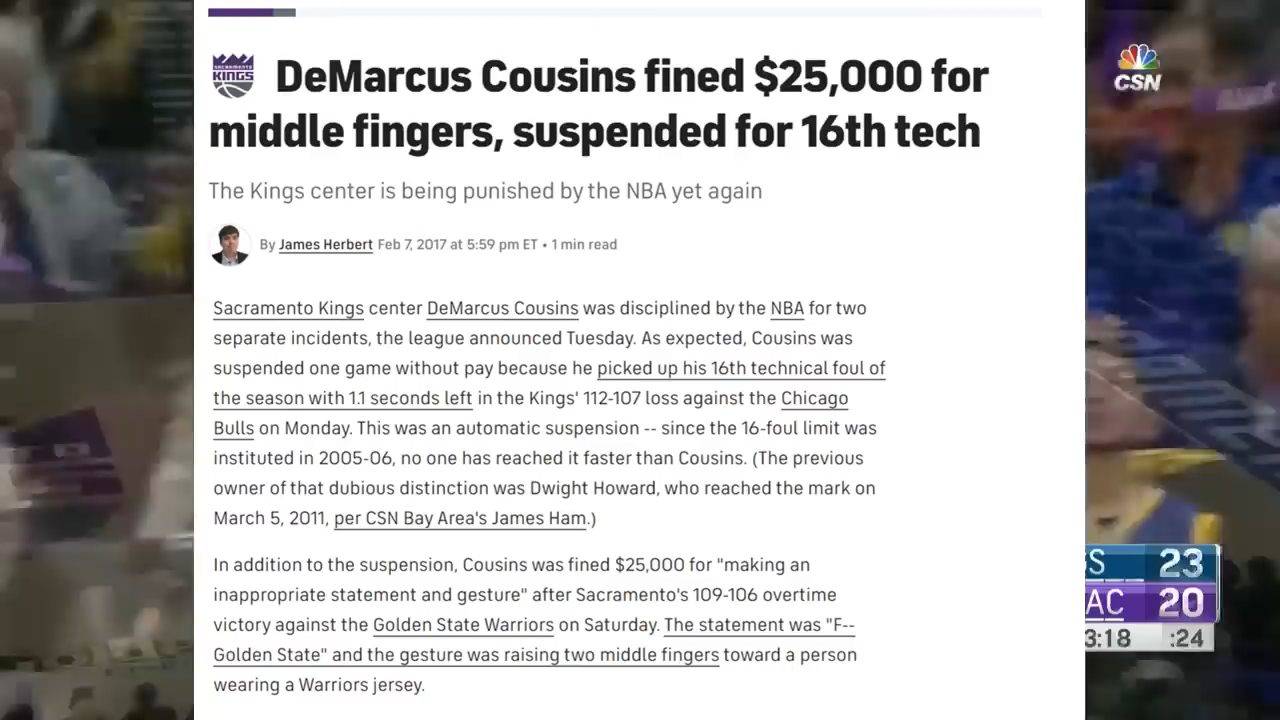 SACRAMENTO
KINGS
DeMarcus Cousins fined $25,000 for
middle fingers, suspended for 16th tech
The Kings center is being punished by the NBA yet again
By James Herbert Feb 7, 2017 at 5:59 pm ET • 1 min read
Sacramento Kings center DeMarcus Cousins was disciplined by the NBA for two
separate incidents, the league announced Tuesday. As expected, Cousins was
suspended one game without pay because he picked up his 16th technical foul of
the season with 1.1 seconds left in the Kings' 112-107 loss against the Chicago
Bulls on Monday. This was an automatic suspension -- since the 16-foul limit was
instituted in 2005-06, no one has reached it faster than Cousins. (The previous
owner of that dubious distinction was Dwight Howard, who reached the mark on
March 5, 2011, per CSN Bay Area's James Ham.)
In addition to the suspension, Cousins was fined $25,000 for "making an
inappropriate statement and gesture" after Sacramento's 109-106 overtime
victory against the Golden State Warriors on Saturday. The statement was "F--
Golden State" and the gesture was raising two middle fingers toward a person
wearing a Warriors jersey.
CSN
S 23
AC 20
3:18 :24